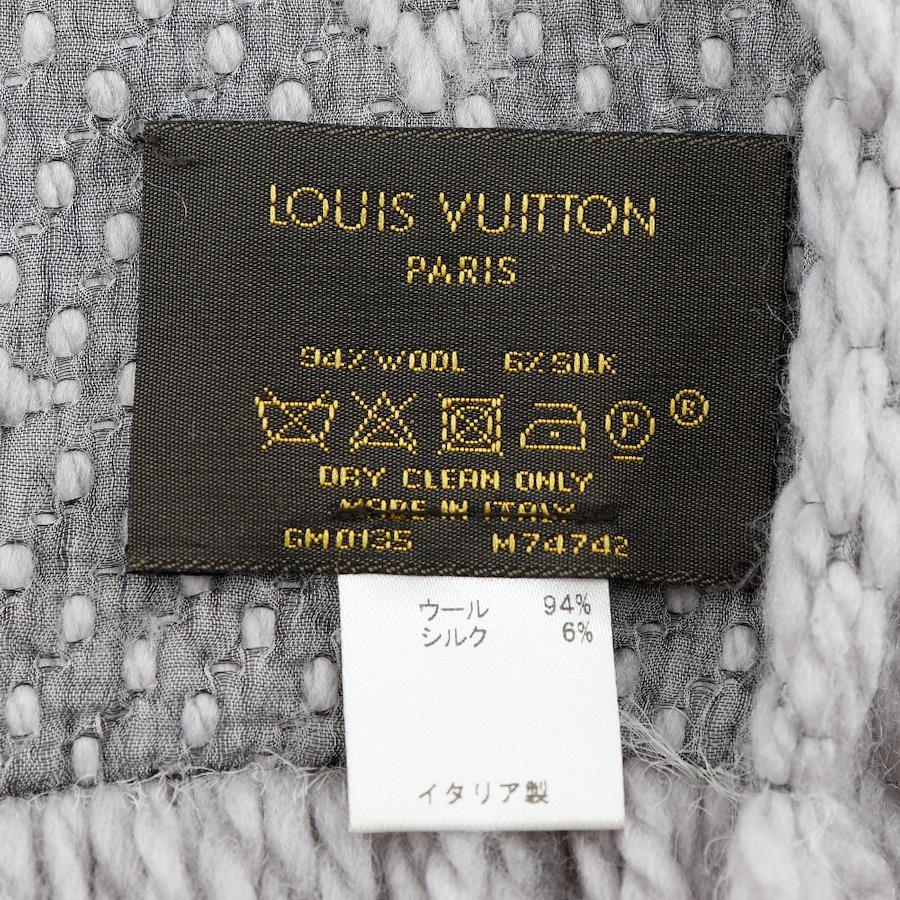 LOUIS VUITTON
PARIS
94% WOOL 6% SILK
P ®
DRY CLEAN ONLY
MADE IN ITALY
GM0135 M74742
ウール 94%
シルク 6%
イタリア製